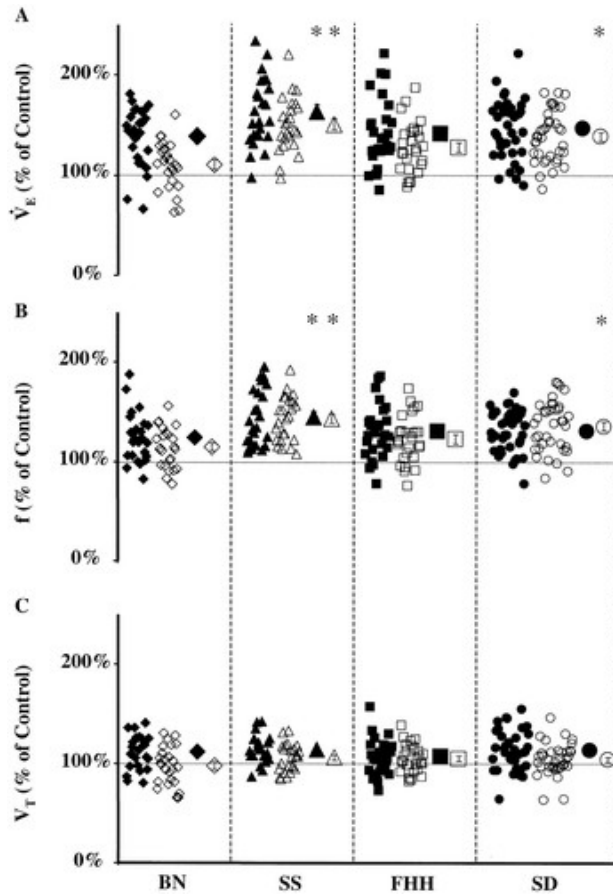 A
* *
*
200%
100%
0%
V̇E (% of Control)
B
* *
*
200%
100%
0%
f (% of Control)
C
200%
100%
0%
VT (% of Control)
BN
SS
FHH
SD